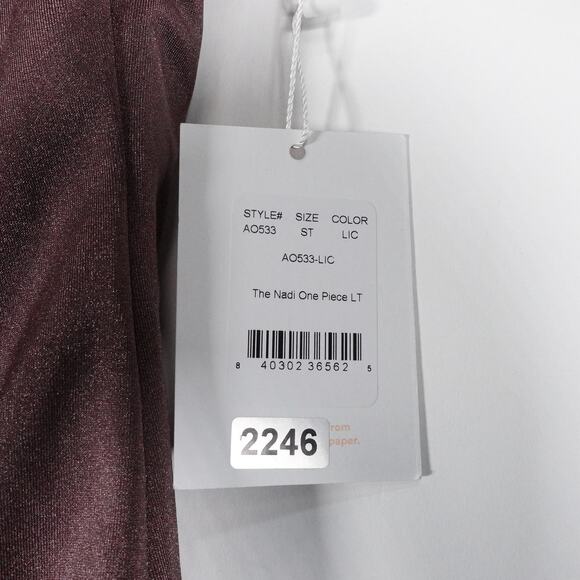 STYLE# SIZE COLOR
AO533 ST LIC
AO533-LIC
The Nadi One Piece LT
8 40302 36562 5
from
paper.
2246